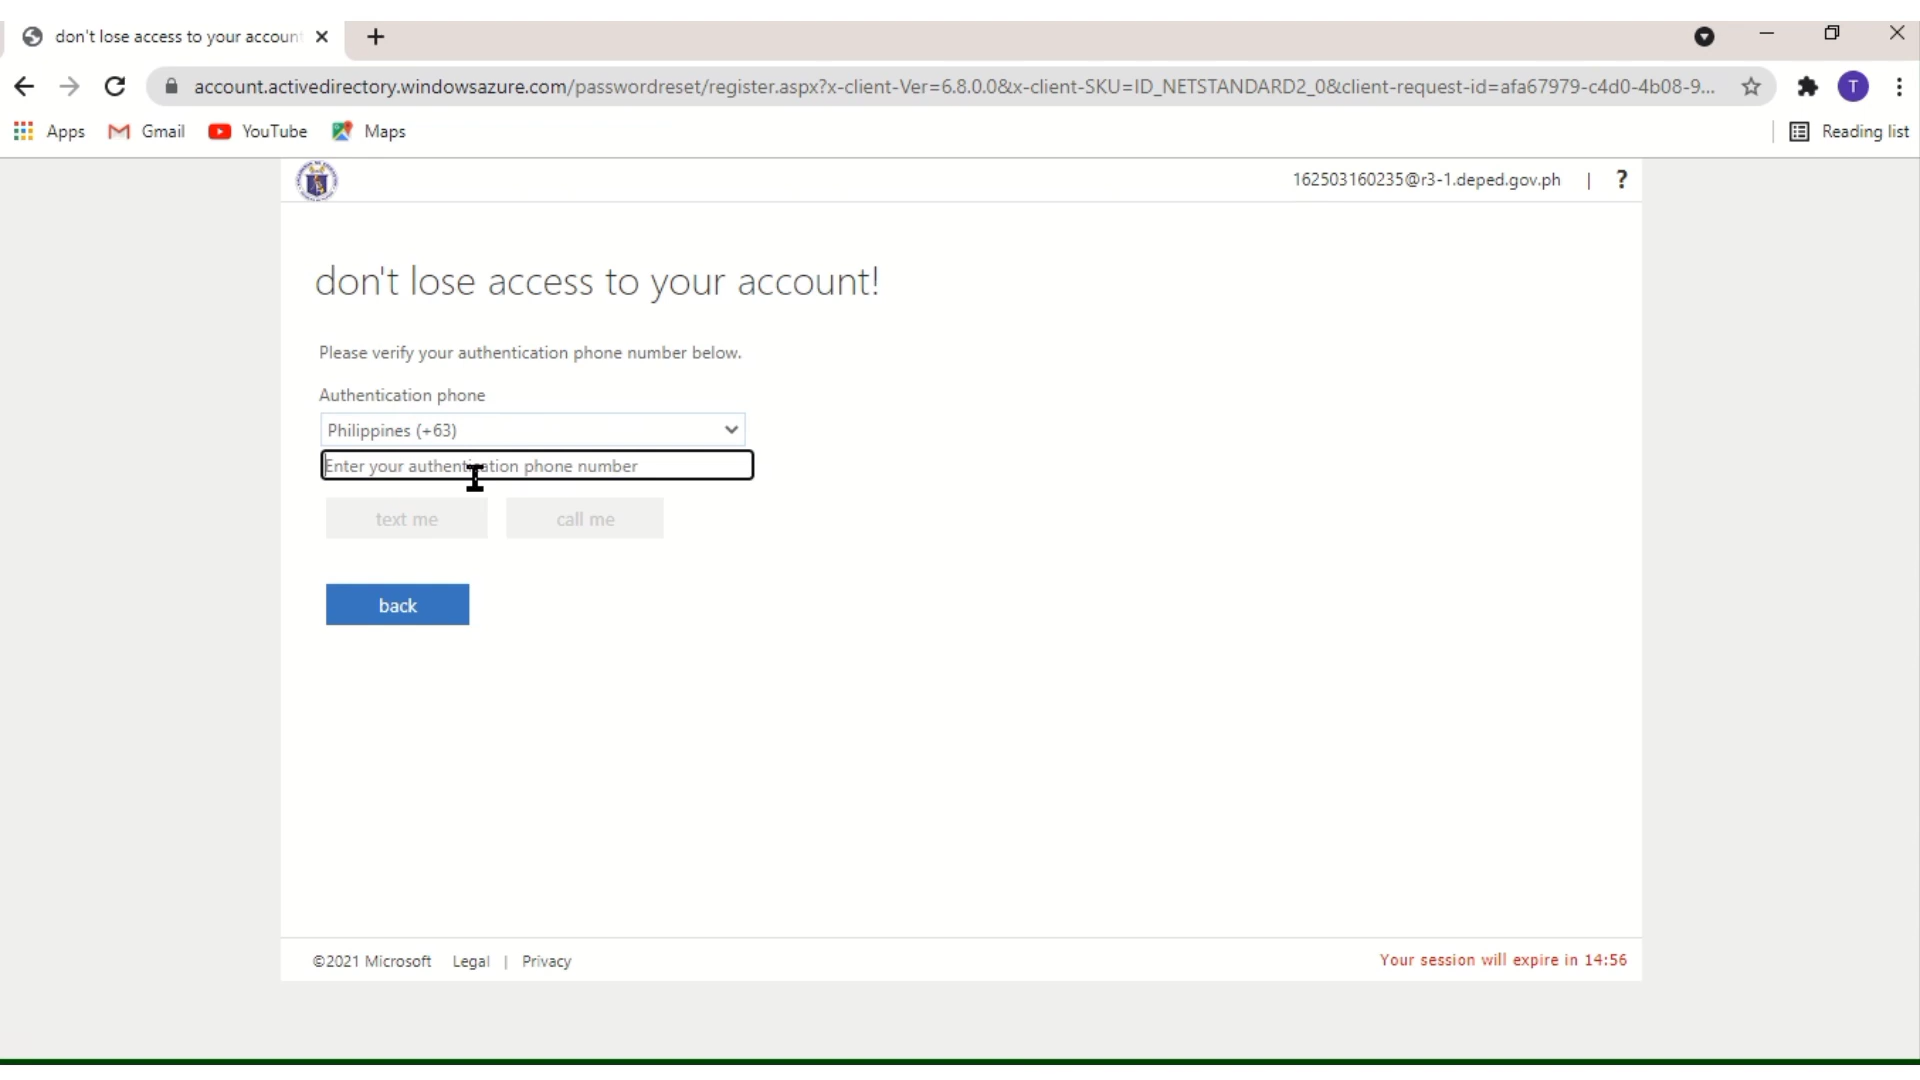 don't lose access to your accoun
account.activedirectory.windowsazure.com/passwordreset/register.aspx?x-client-Ver=6.8.0.0&x-client-SKU=ID_NETSTANDARD2_0&client-request-id=afa67979-c4d0-4b08-9...
T
Apps
Gmail
YouTube
Maps
Reading list
162503160235@r3-1.deped.gov.ph | ?
don't lose access to your account!
Please verify your authentication phone number below.
Authentication phone
Philippines (+63)
Enter your authentication phone number
text me
call me
back
©2021 Microsoft Legal | Privacy
Your session will expire in 14:56